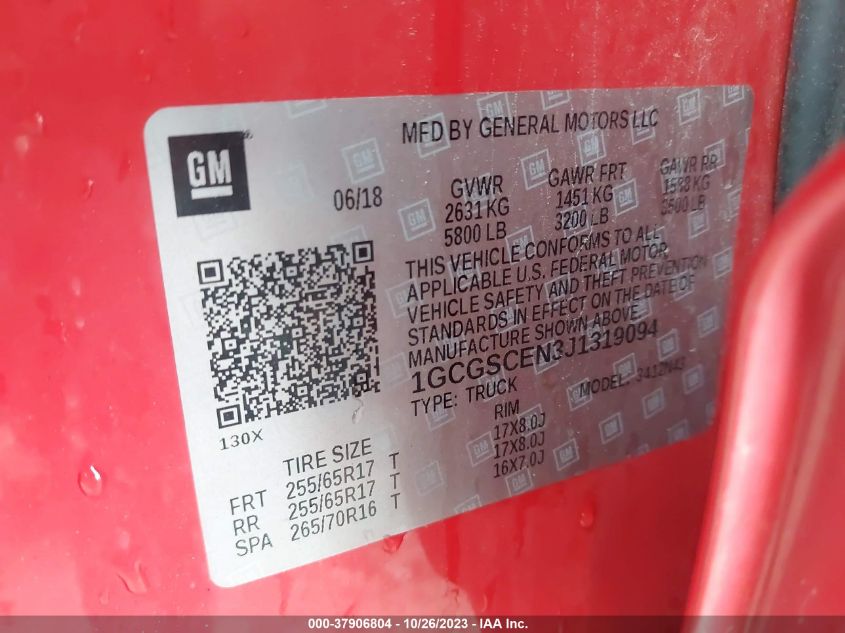 GM
MFD BY GENERAL MOTORS LLC
06/18
GVWR GAWR FRT GAWR RR
2631 KG 1451 KG 1588 KG
5800 LB 3200 LB 3500 LB
THIS VEHICLE CONFORMS TO ALL
APPLICABLE U.S. FEDERAL MOTOR
VEHICLE SAFETY AND THEFT PREVENTION
STANDARDS IN EFFECT ON THE DATE OF
MANUFACTURE SHOWN ABOVE
1GCGSCEN3J1319094
TYPE: TRUCK MODEL: 3412N43
130X
TIRE SIZE RIM
FRT 255/65R17 T 17X8.0J
RR 255/65R17 T 17X8.0J
SPA 265/70R16 T 16X7.0J
000-37906804 | 10/26/2023 - IAA Inc.